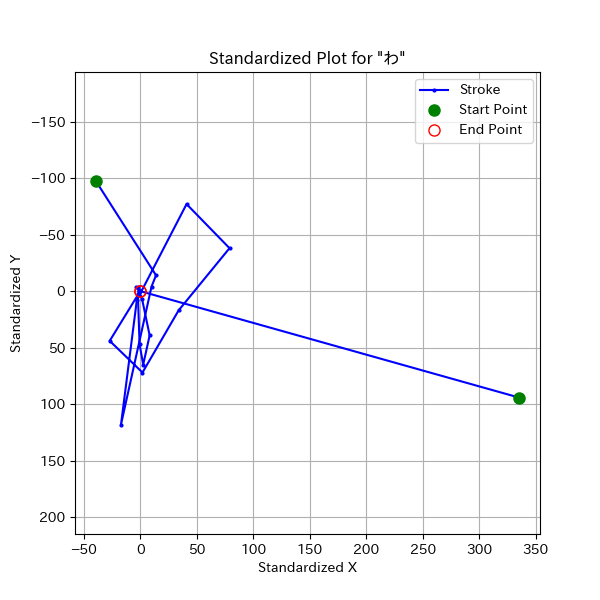 Standardized Plot for "わ"
Stroke
Start Point
End Point
Standardized Y
−150
−100
−50
0
50
100
150
200
−50 0 50 100 150 200 250 300 350
Standardized X